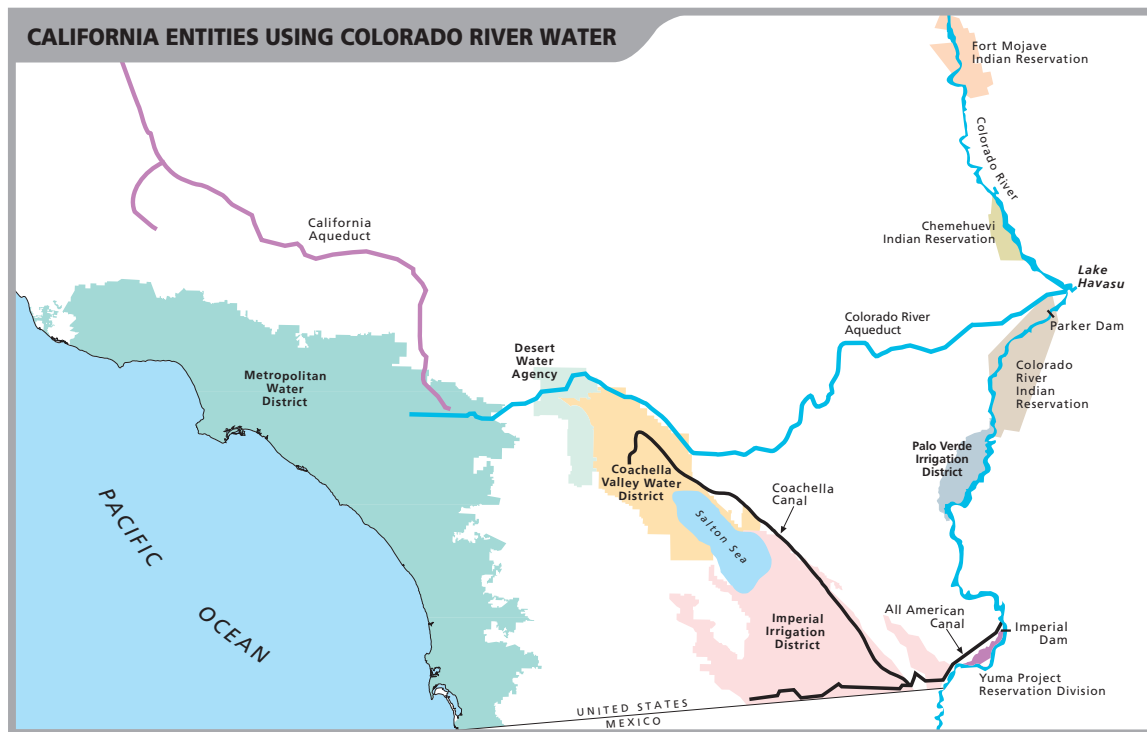 CALIFORNIA ENTITIES USING COLORADO RIVER WATER
Fort Mojave
Indian Reservation
Colorado River
Chemehuevi
Indian Reservation
California
Aqueduct
Lake
Havasu
Colorado River
Aqueduct
Parker Dam
Desert
Water
Agency
Metropolitan
Water
District
Colorado
River
Indian
Reservation
Palo Verde
Irrigation
District
Coachella
Valley Water
District
Coachella
Canal
PACIFIC
OCEAN
Salton Sea
Imperial
Irrigation
District
All American
Canal
Imperial
Dam
Yuma Project
Reservation Division
UNITED STATES
MEXICO